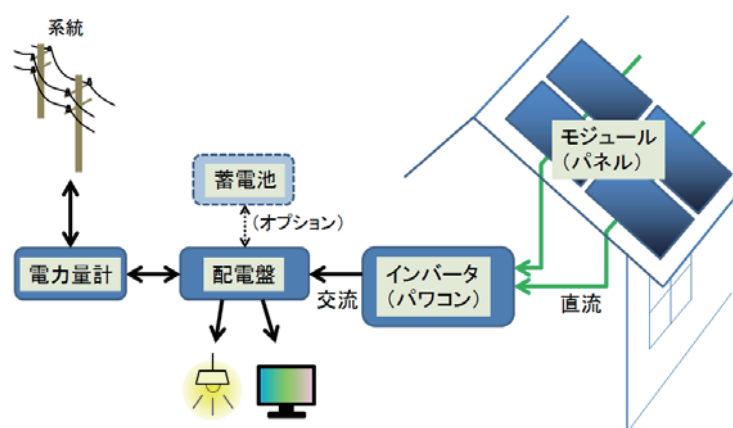 系統
モジュール
(パネル)
蓄電池
(オプション)
電力量計
配電盤
交流
インバータ
(パワコン)
直流